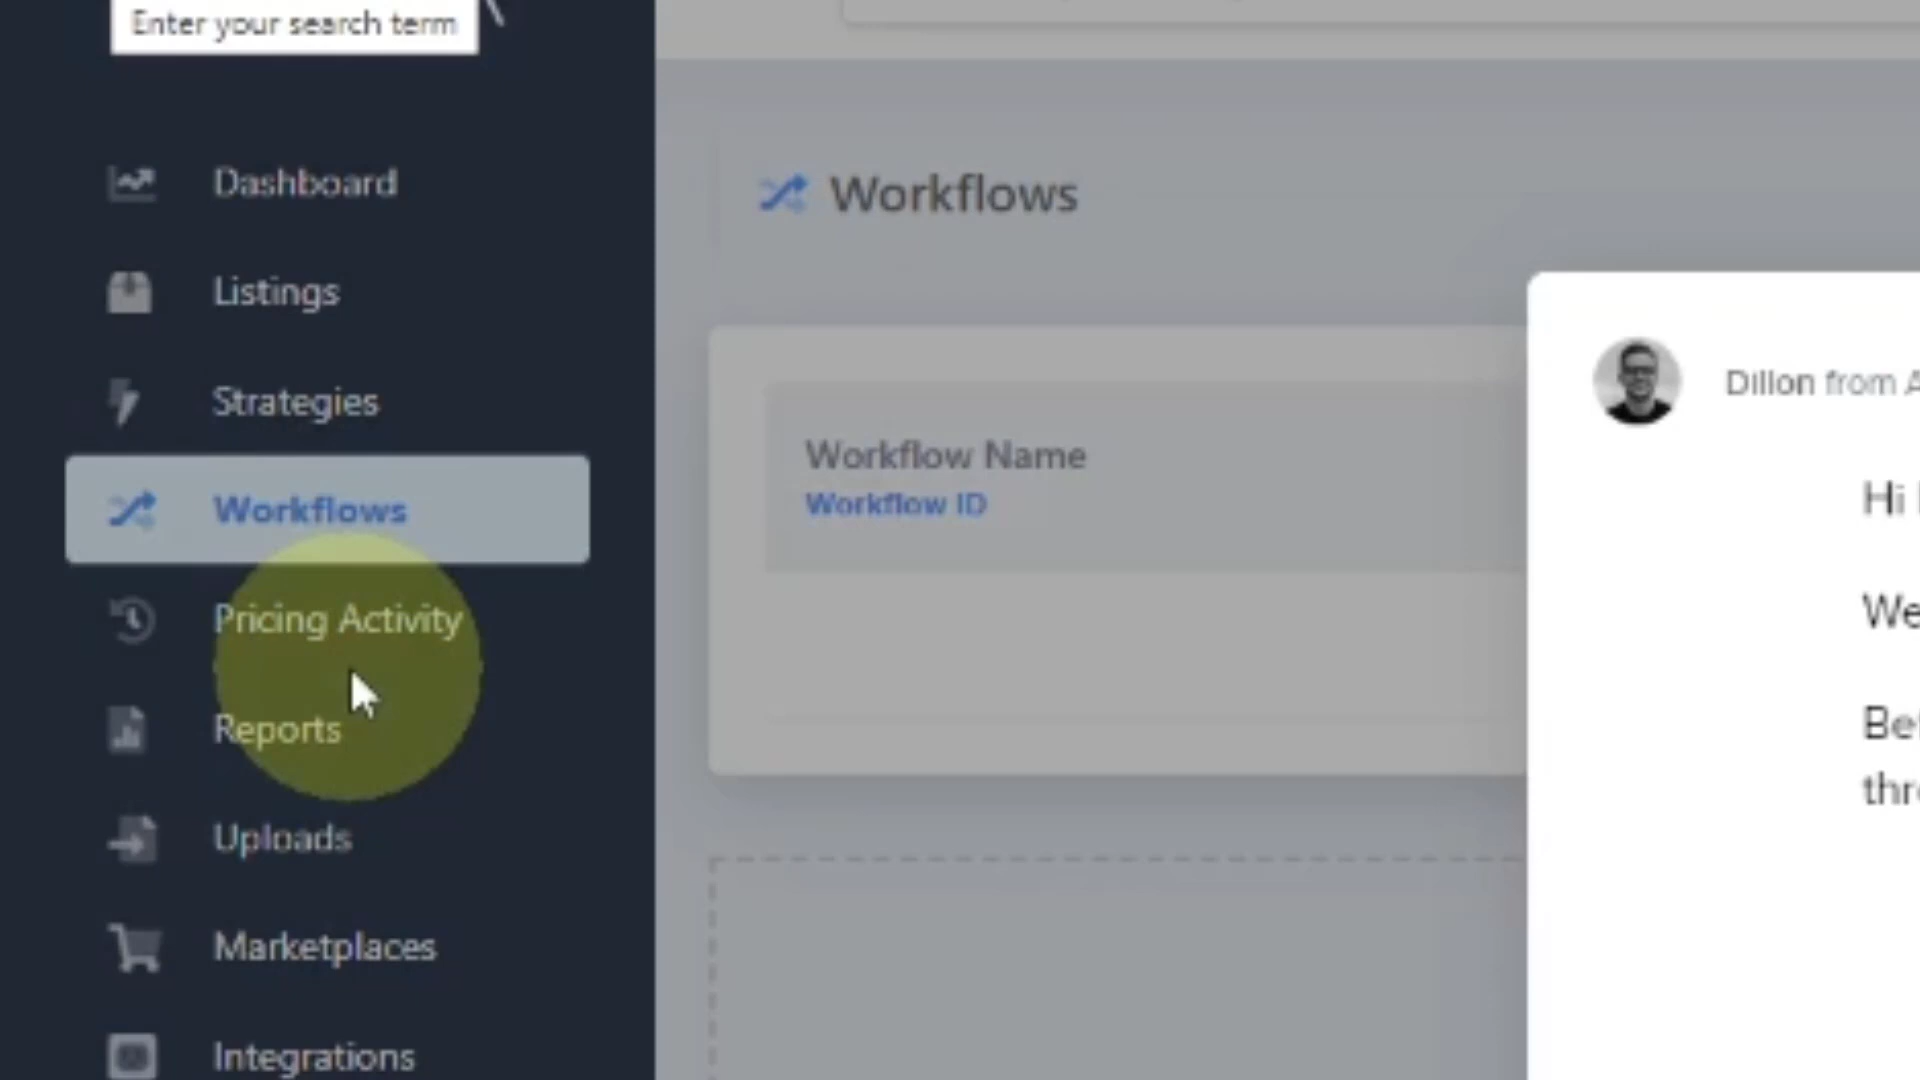 Enter your search term
Dashboard
Listings
Strategies
Workflows
Pricing Activity
Reports
Uploads
Marketplaces
Integrations
Workflows
Workflow Name
Workflow ID
Dillon from A
Hi
We